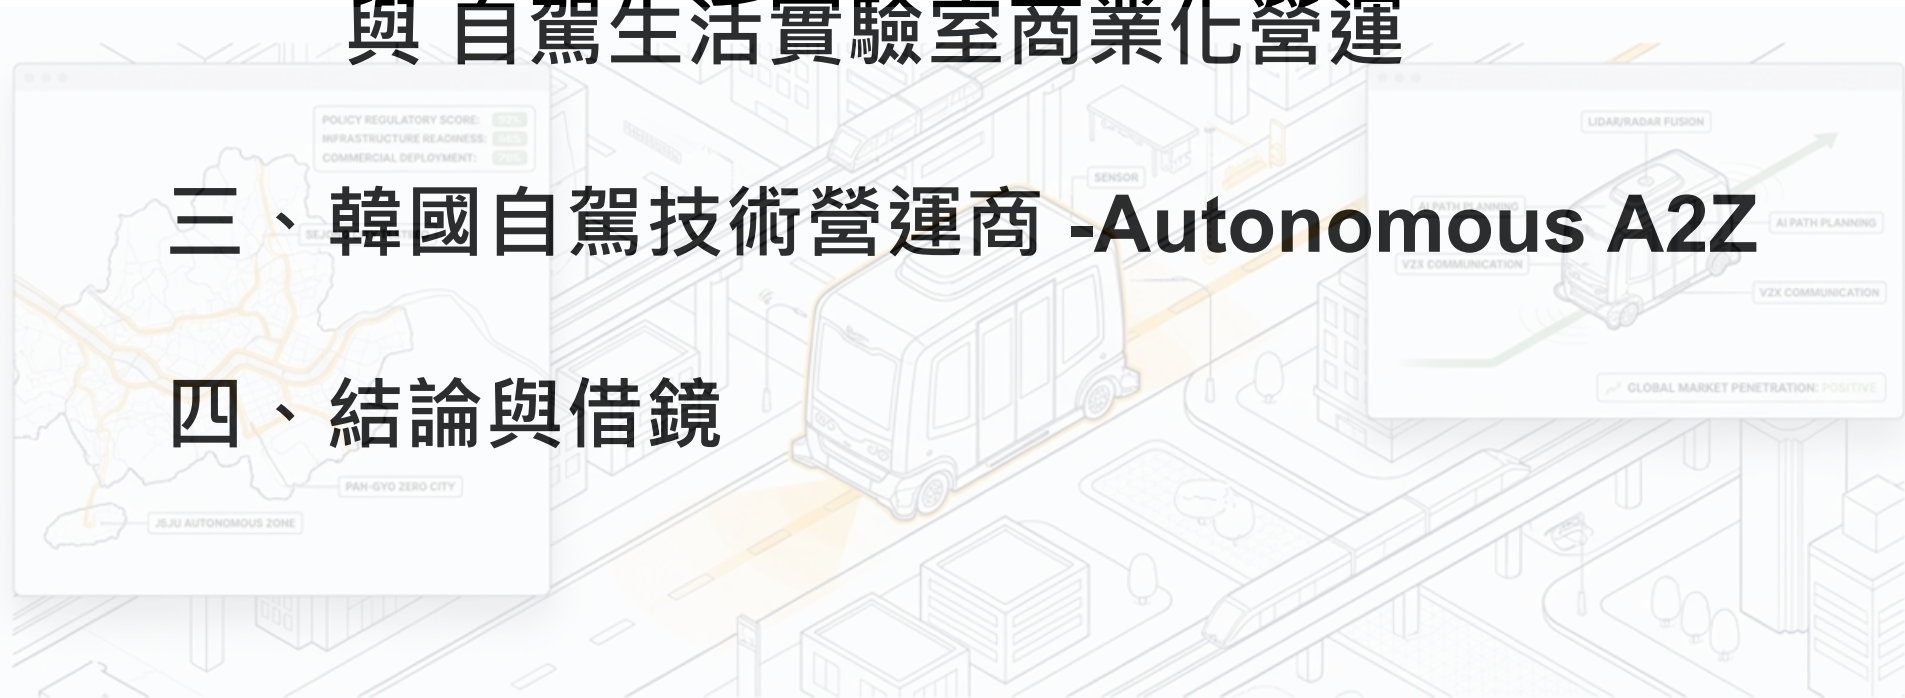 與 自駕生活實驗室商業化營運
POLICY REGULATORY SCORE:
INFRASTRUCTURE READINESS:
COMMERCIAL DEPLOYMENT:
LIDAR/RADAR FUSION
SENSOR
AI PATH PLANNING
三、韓國自駕技術營運商 -Autonomous A2Z
AI PATH PLANNING
V2X COMMUNICATION
V2X COMMUNICATION
GLOBAL MARKET PENETRATION: POSITIVE
四、結論與借鏡
PAH-GYO ZERO CITY
JEJU AUTONOMOUS ZONE